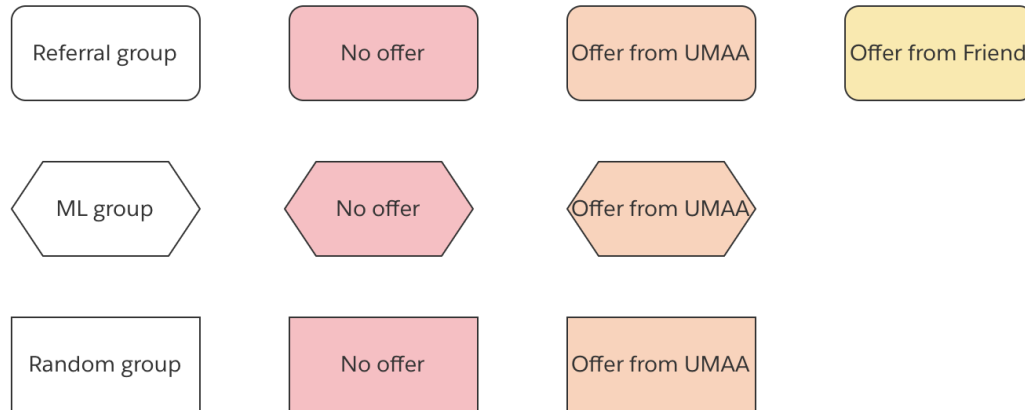 Referral group
No offer
Offer from UMAA
Offer from Friend
ML group
No offer
Offer from UMAA
Random group
No offer
Offer from UMAA